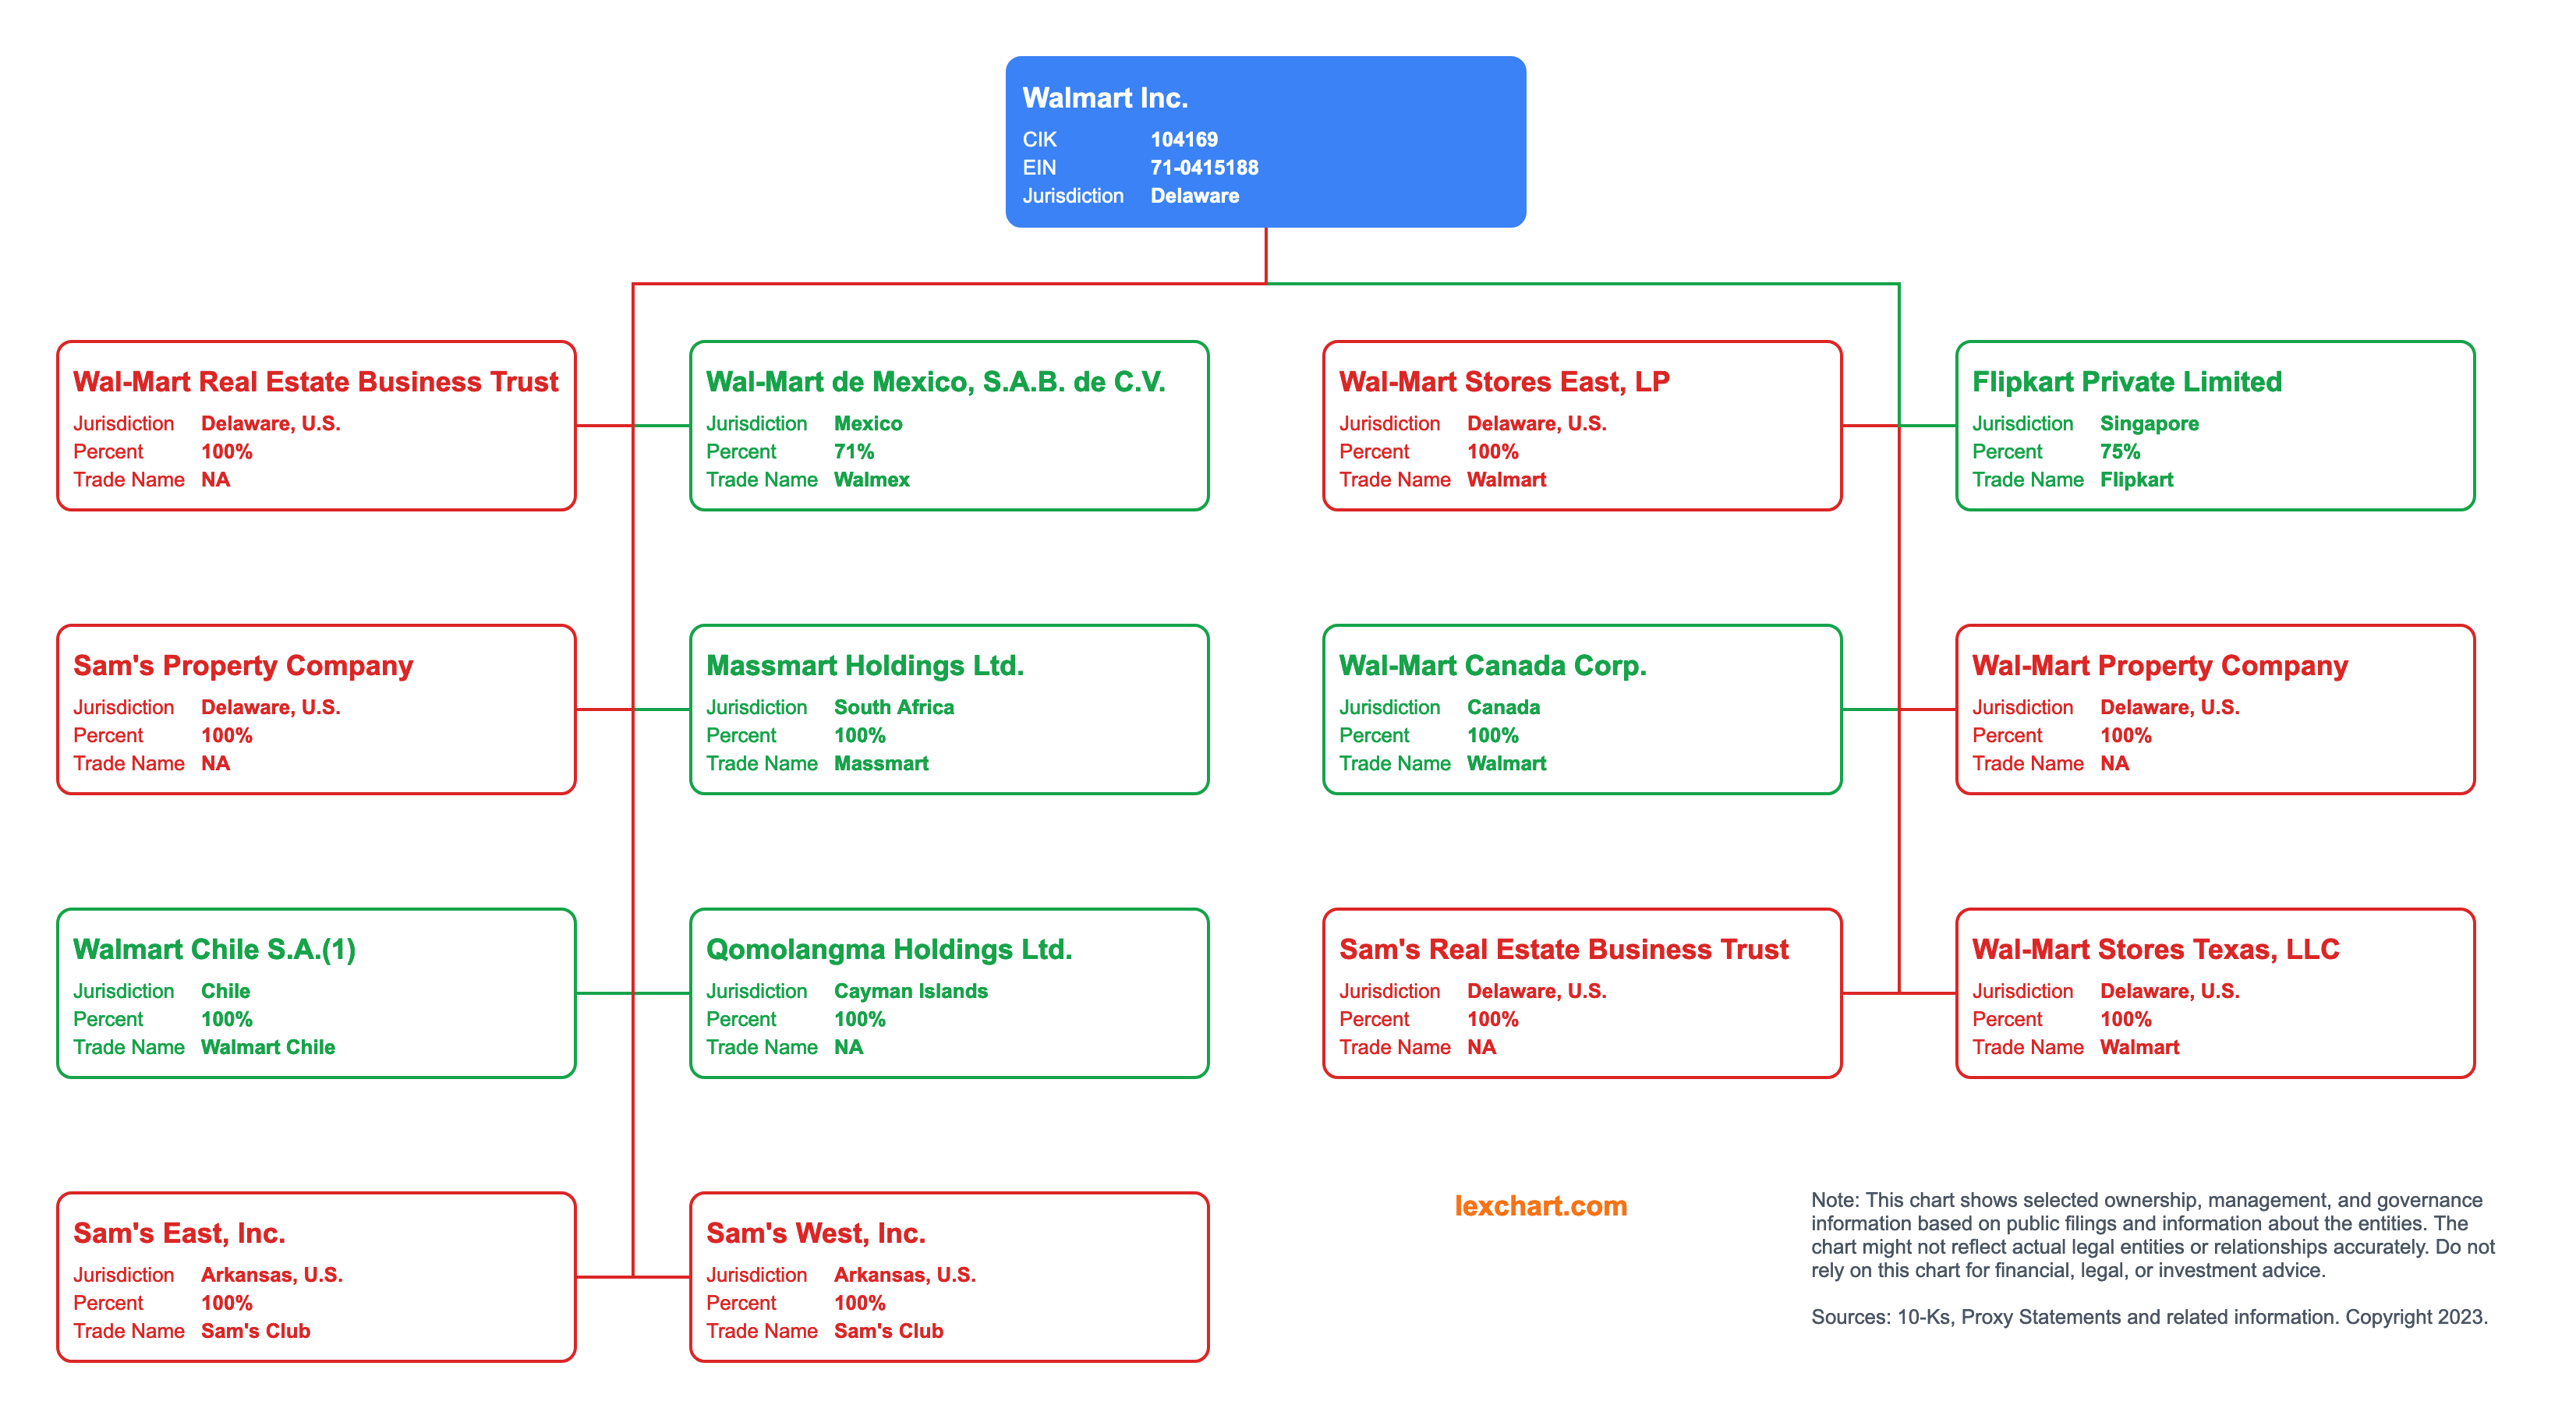 Walmart Inc.
CIK 104169
EIN 71-0415188
Jurisdiction Delaware
Wal-Mart Real Estate Business Trust
Jurisdiction Delaware, U.S.
Percent 100%
Trade Name NA
Wal-Mart de Mexico, S.A.B. de C.V.
Jurisdiction Mexico
Percent 71%
Trade Name Walmex
Wal-Mart Stores East, LP
Jurisdiction Delaware, U.S.
Percent 100%
Trade Name Walmart
Flipkart Private Limited
Jurisdiction Singapore
Percent 75%
Trade Name Flipkart
Sam's Property Company
Jurisdiction Delaware, U.S.
Percent 100%
Trade Name NA
Massmart Holdings Ltd.
Jurisdiction South Africa
Percent 100%
Trade Name Massmart
Wal-Mart Canada Corp.
Jurisdiction Canada
Percent 100%
Trade Name Walmart
Wal-Mart Property Company
Jurisdiction Delaware, U.S.
Percent 100%
Trade Name NA
Walmart Chile S.A.(1)
Jurisdiction Chile
Percent 100%
Trade Name Walmart Chile
Qomolangma Holdings Ltd.
Jurisdiction Cayman Islands
Percent 100%
Trade Name NA
Sam's Real Estate Business Trust
Jurisdiction Delaware, U.S.
Percent 100%
Trade Name NA
Wal-Mart Stores Texas, LLC
Jurisdiction Delaware, U.S.
Percent 100%
Trade Name Walmart
Sam's East, Inc.
Jurisdiction Arkansas, U.S.
Percent 100%
Trade Name Sam's Club
Sam's West, Inc.
Jurisdiction Arkansas, U.S.
Percent 100%
Trade Name Sam's Club
lexchart.com
Note: This chart shows selected ownership, management, and governance
information based on public filings and information about the entities. The
chart might not reflect actual legal entities or relationships accurately. Do not
rely on this chart for financial, legal, or investment advice.
Sources: 10-Ks, Proxy Statements and related information. Copyright 2023.